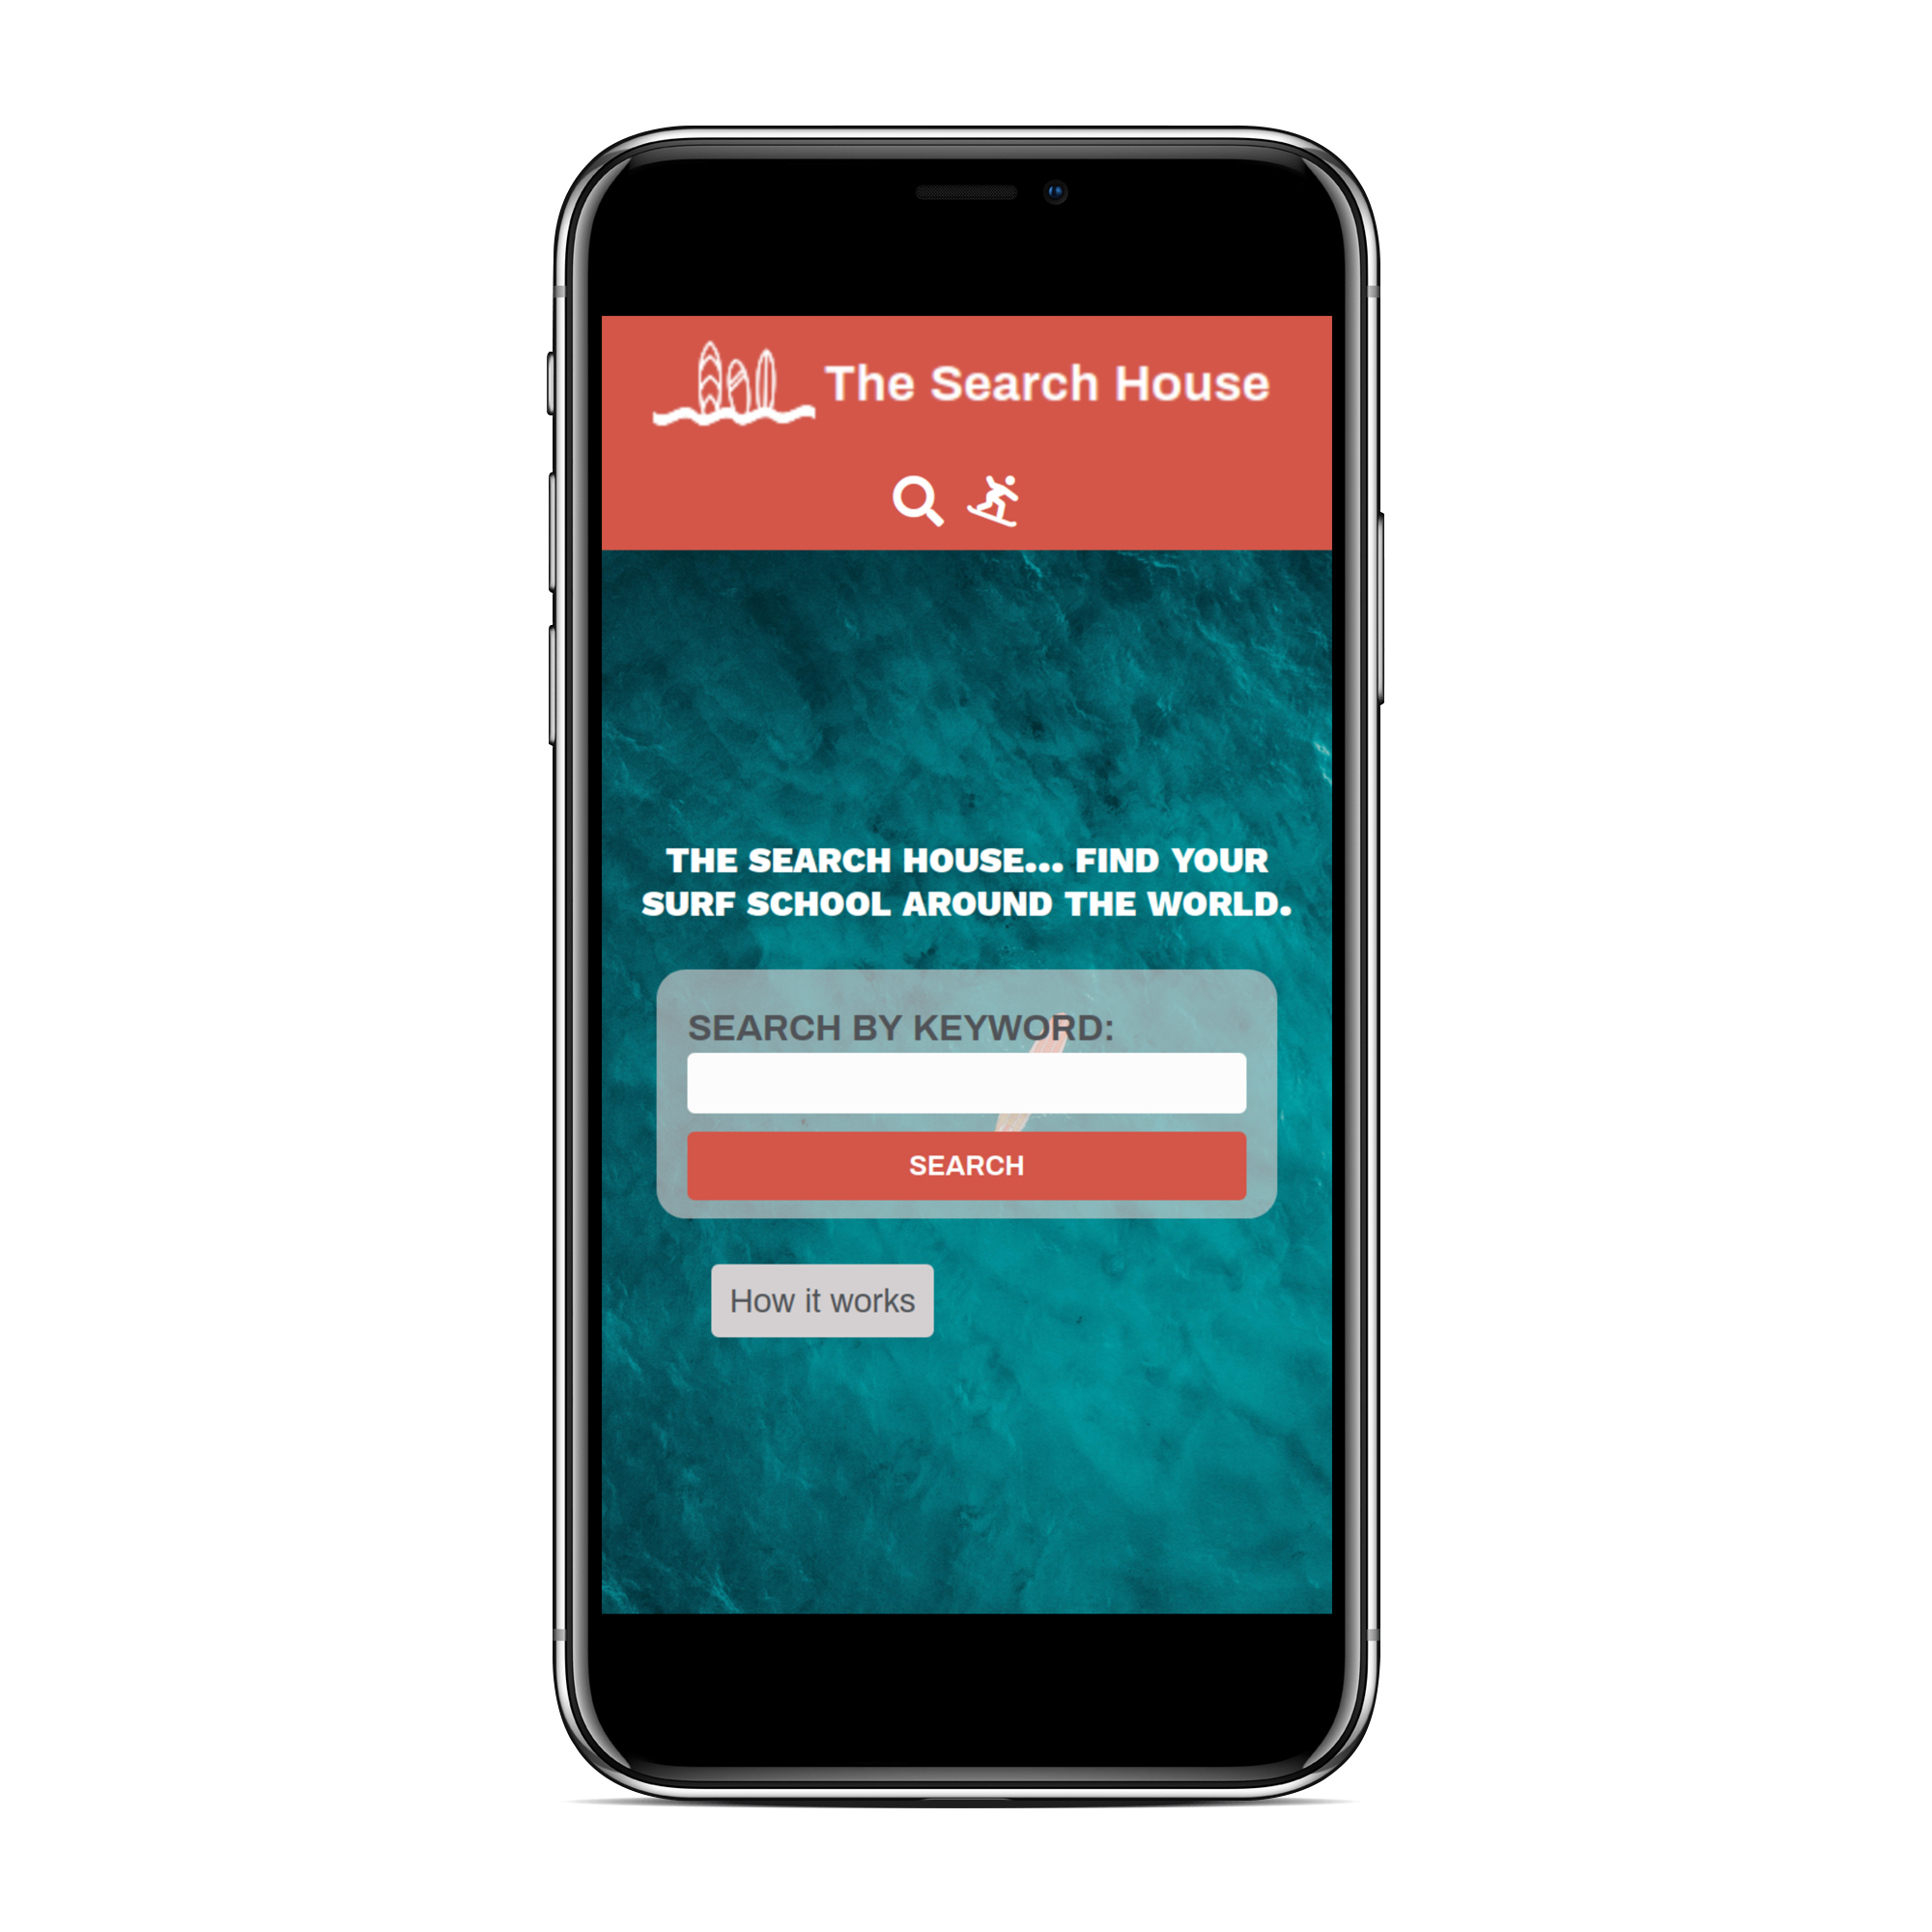 The Search House
THE SEARCH HOUSE... FIND YOUR
SURF SCHOOL AROUND THE WORLD.
SEARCH BY KEYWORD:
SEARCH
How it works